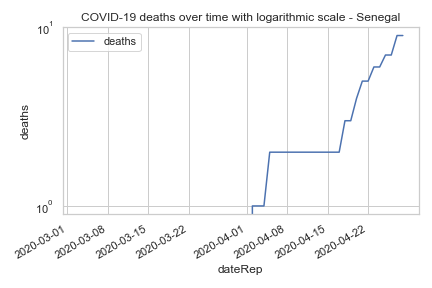 COVID-19 deaths over time with logarithmic scale - Senegal
10¹
deaths
deaths
10⁰
2020-03-01
2020-03-08
2020-03-15
2020-03-22
2020-04-01
2020-04-08
2020-04-15
2020-04-22
dateRep